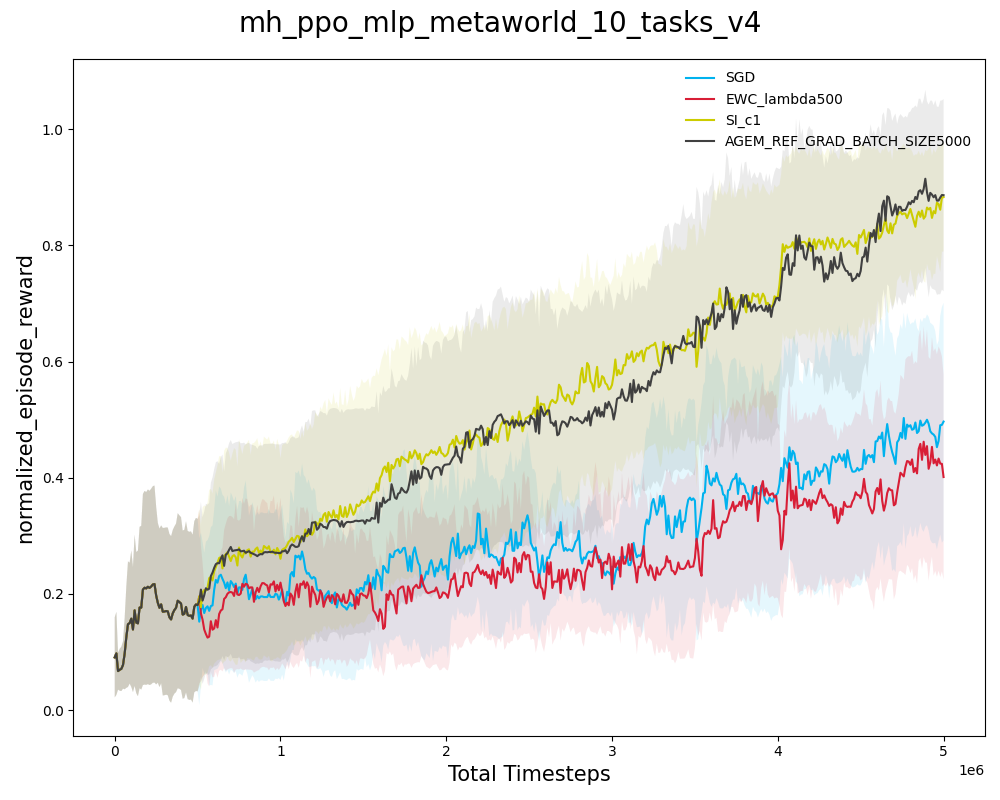 mh_ppo_mlp_metaworld_10_tasks_v4
SGD
EWC_lambda500
SI_c1
AGEM_REF_GRAD_BATCH_SIZE5000
normalized_episode_reward
1.0
0.8
0.6
0.4
0.2
0.0
0 1 2 3 4 5
1e6
Total Timesteps